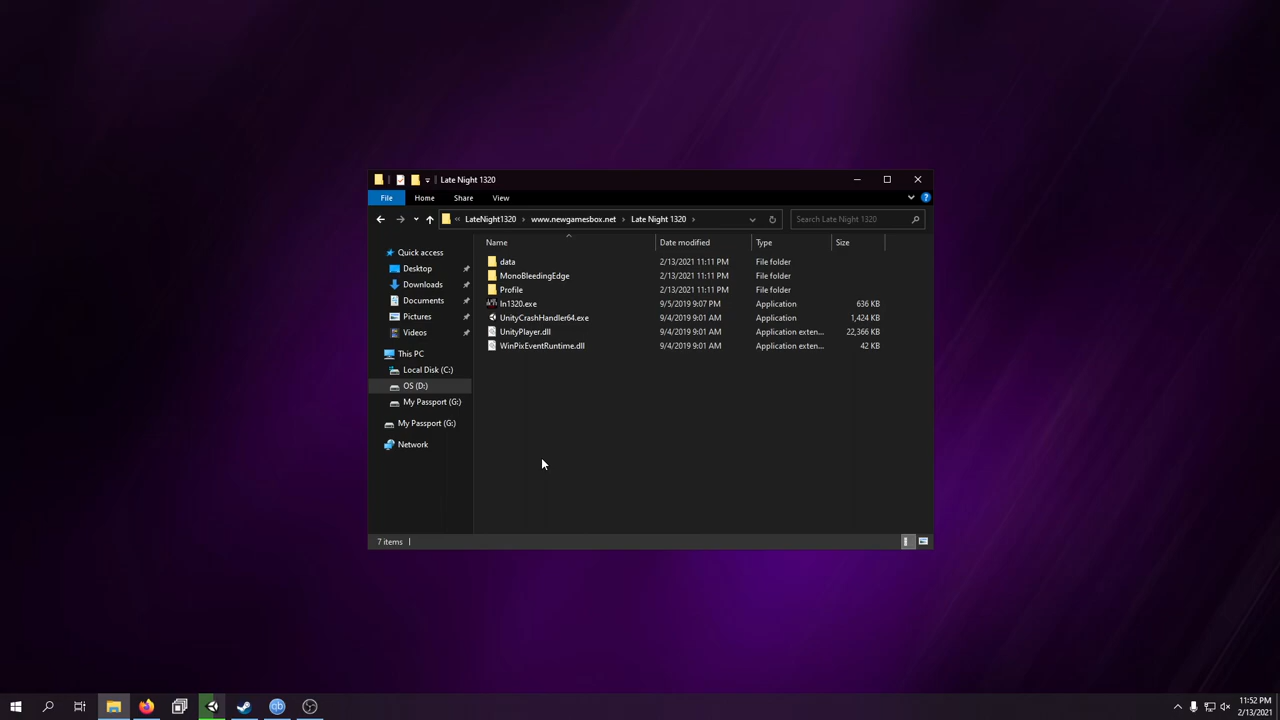 Late Night 1320
File Home Share View
LateNight1320 www.newgamesbox.net Late Night 1320
Search Late Night 1320
Name Date modified Type Size
Quick access
Desktop
Downloads
Documents
Pictures
Videos
This PC
Local Disk (C:)
OS (D:)
My Passport (G:)
My Passport (G:)
Network
data 2/13/2021 11:11 PM File folder
MonoBleedingEdge 2/13/2021 11:11 PM File folder
Profile 2/13/2021 11:11 PM File folder
ln1320.exe 9/5/2019 9:07 PM Application 636 KB
UnityCrashHandler64.exe 9/4/2019 9:01 AM Application 1,424 KB
UnityPlayer.dll 9/4/2019 9:01 AM Application exten... 22,366 KB
WinPixEventRuntime.dll 9/4/2019 9:01 AM Application exten... 42 KB
7 items
qb
11:52 PM
2/13/2021